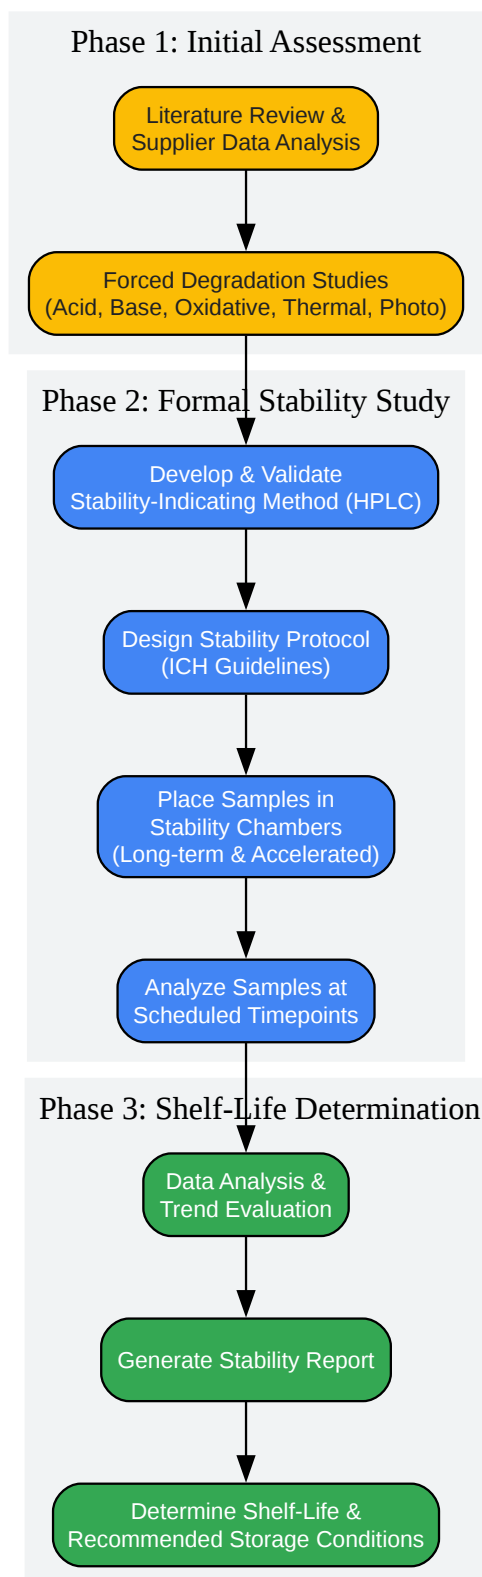 Phase 1: Initial Assessment
Literature Review &
Supplier Data Analysis
Forced Degradation Studies
(Acid, Base, Oxidative, Thermal, Photo)
Phase 2: Formal Stability Study
Develop & Validate
Stability-Indicating Method (HPLC)
Design Stability Protocol
(ICH Guidelines)
Place Samples in
Stability Chambers
(Long-term & Accelerated)
Analyze Samples at
Scheduled Timepoints
Phase 3: Shelf-Life Determination
Data Analysis &
Trend Evaluation
Generate Stability Report
Determine Shelf-Life &
Recommended Storage Conditions